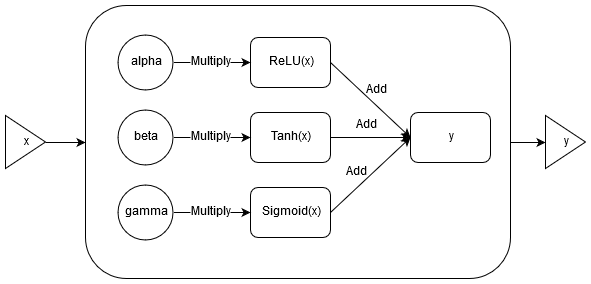 alpha
Multiply
ReLU(x)
Add
x
beta
Multiply
Tanh(x)
Add
y
y
Add
gamma
Multiply
Sigmoid(x)